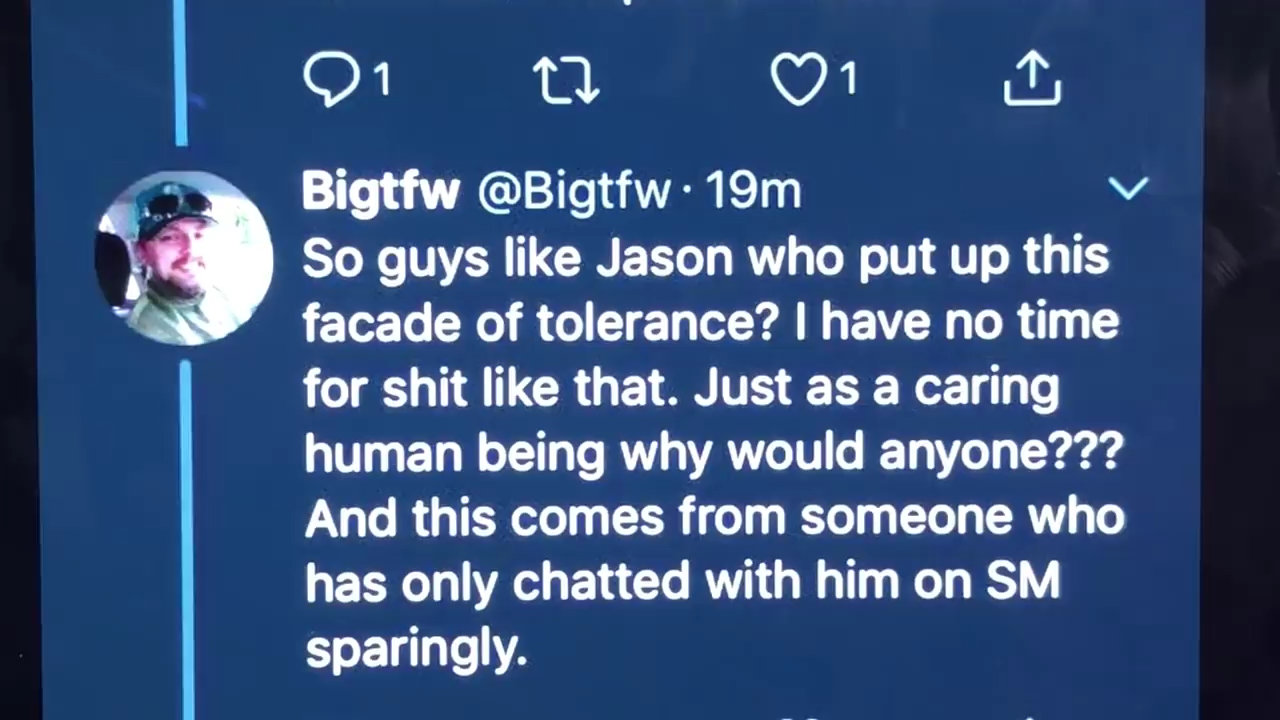 1 1
Bigtfw @Bigtfw · 19m
So guys like Jason who put up this
facade of tolerance? I have no time
for shit like that. Just as a caring
human being why would anyone???
And this comes from someone who
has only chatted with him on SM
sparingly.